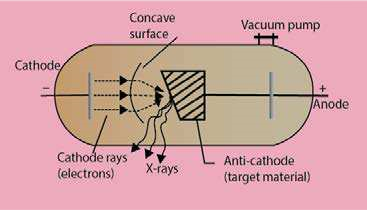 Concave
surface
Vacuum pump
Cathode
−
+
Anode
Cathode rays
(electrons)
X-rays
Anti-cathode
(target material)